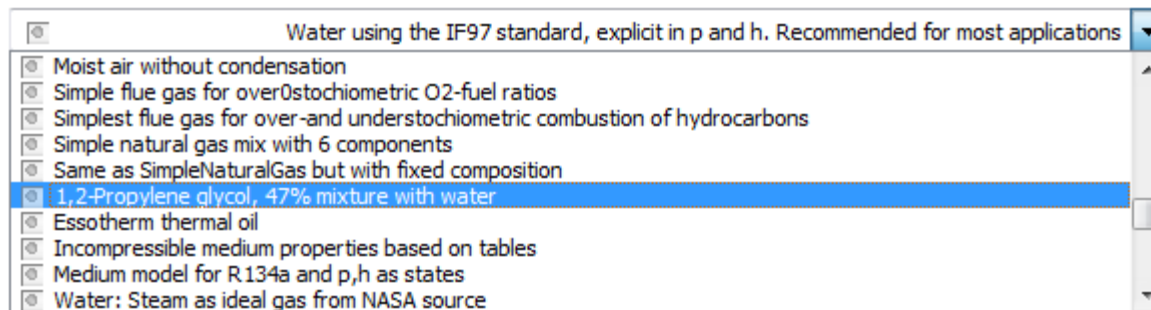 Water using the IF97 standard, explicit in p and h. Recommended for most applications
Moist air without condensation
Simple flue gas for over0stochiometric O2-fuel ratios
Simplest flue gas for over-and understochiometric combustion of hydrocarbons
Simple natural gas mix with 6 components
Same as SimpleNaturalGas but with fixed composition
1,2-Propylene glycol, 47% mixture with water
Essotherm thermal oil
Incompressible medium properties based on tables
Medium model for R134a and p,h as states
Water: Steam as ideal gas from NASA source